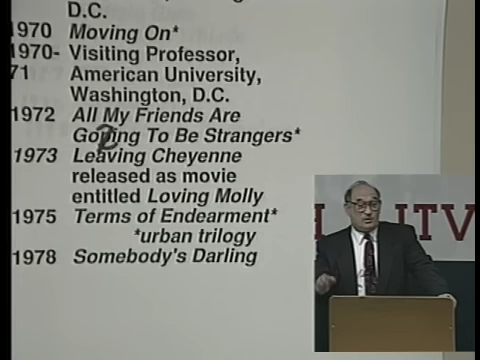 D.C.
1970 Moving On*
1970- Visiting Professor,
71 American University,
Washington, D.C.
1972 All My Friends Are
Going To Be Strangers*
1973 Leaving Cheyenne
released as movie
entitled Loving Molly
1975 Terms of Endearment*
*urban trilogy
1978 Somebody's Darling
ITV